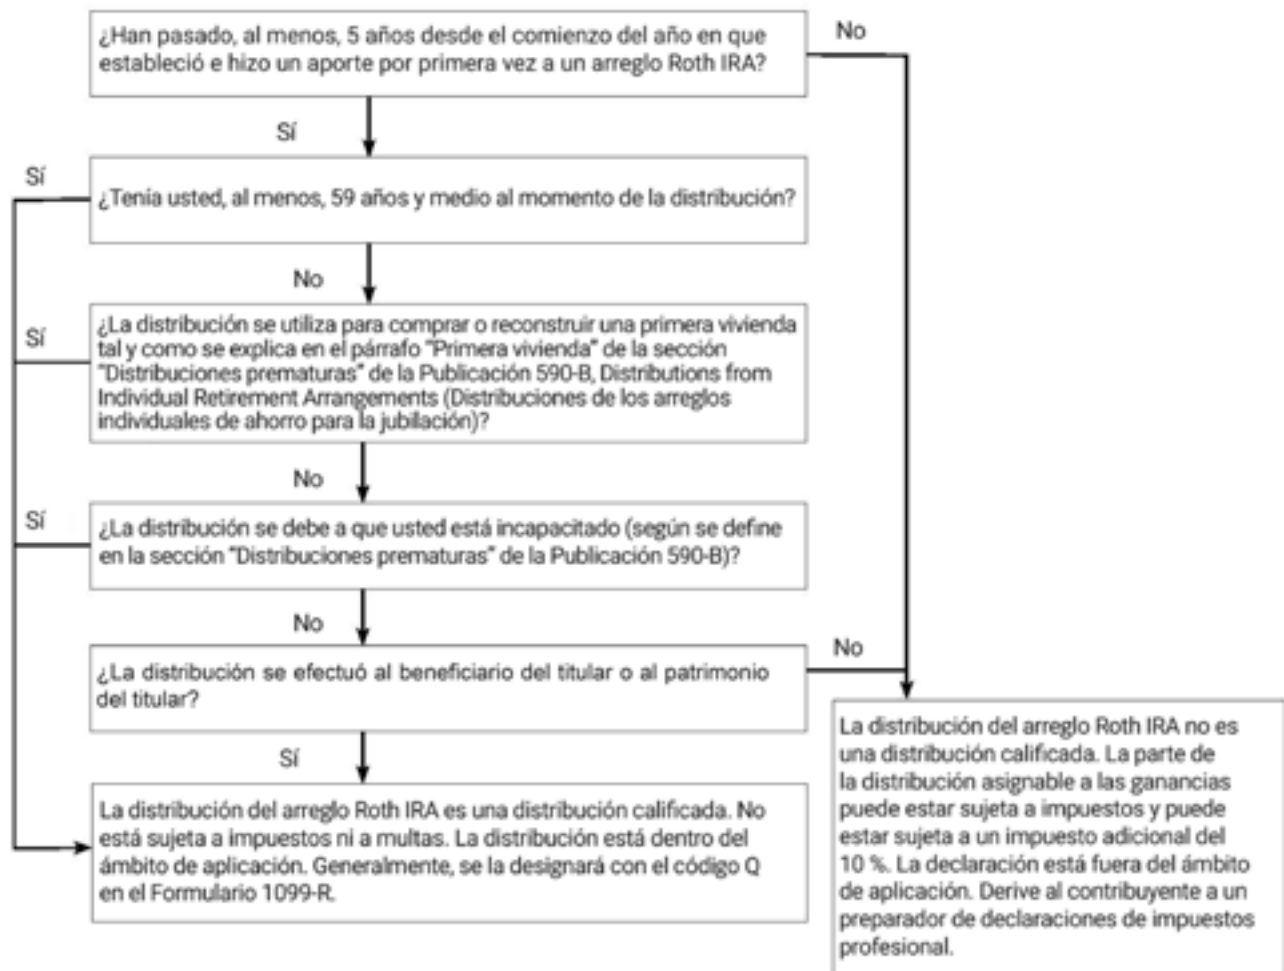 ¿Han pasado, al menos, 5 años desde el comienzo del año en que
estableció e hizo un aporte por primera vez a un arreglo Roth IRA?
No
Sí
Sí
¿Tenía usted, al menos, 59 años y medio al momento de la distribución?
No
Sí
¿La distribución se utiliza para comprar o reconstruir una primera vivienda
tal y como se explica en el párrafo “Primera vivienda” de la sección
“Distribuciones prematuras” de la Publicación 590-B, Distributions from
Individual Retirement Arrangements (Distribuciones de los arreglos
individuales de ahorro para la jubilación)?
No
Sí
¿La distribución se debe a que usted está incapacitado (según se define
en la sección “Distribuciones prematuras” de la Publicación 590-B)?
No
¿La distribución se efectuó al beneficiario del titular o al patrimonio
del titular?
No
Sí
La distribución del arreglo Roth IRA es una distribución calificada. No
está sujeta a impuestos ni a multas. La distribución está dentro del
ámbito de aplicación. Generalmente, se la designará con el código Q
en el Formulario 1099-R.
La distribución del arreglo Roth IRA no es
una distribución calificada. La parte de
la distribución asignable a las ganancias
puede estar sujeta a impuestos y puede
estar sujeta a un impuesto adicional del
10 %. La declaración está fuera del ámbito
de aplicación. Derive al contribuyente a un
preparador de declaraciones de impuestos
profesional.